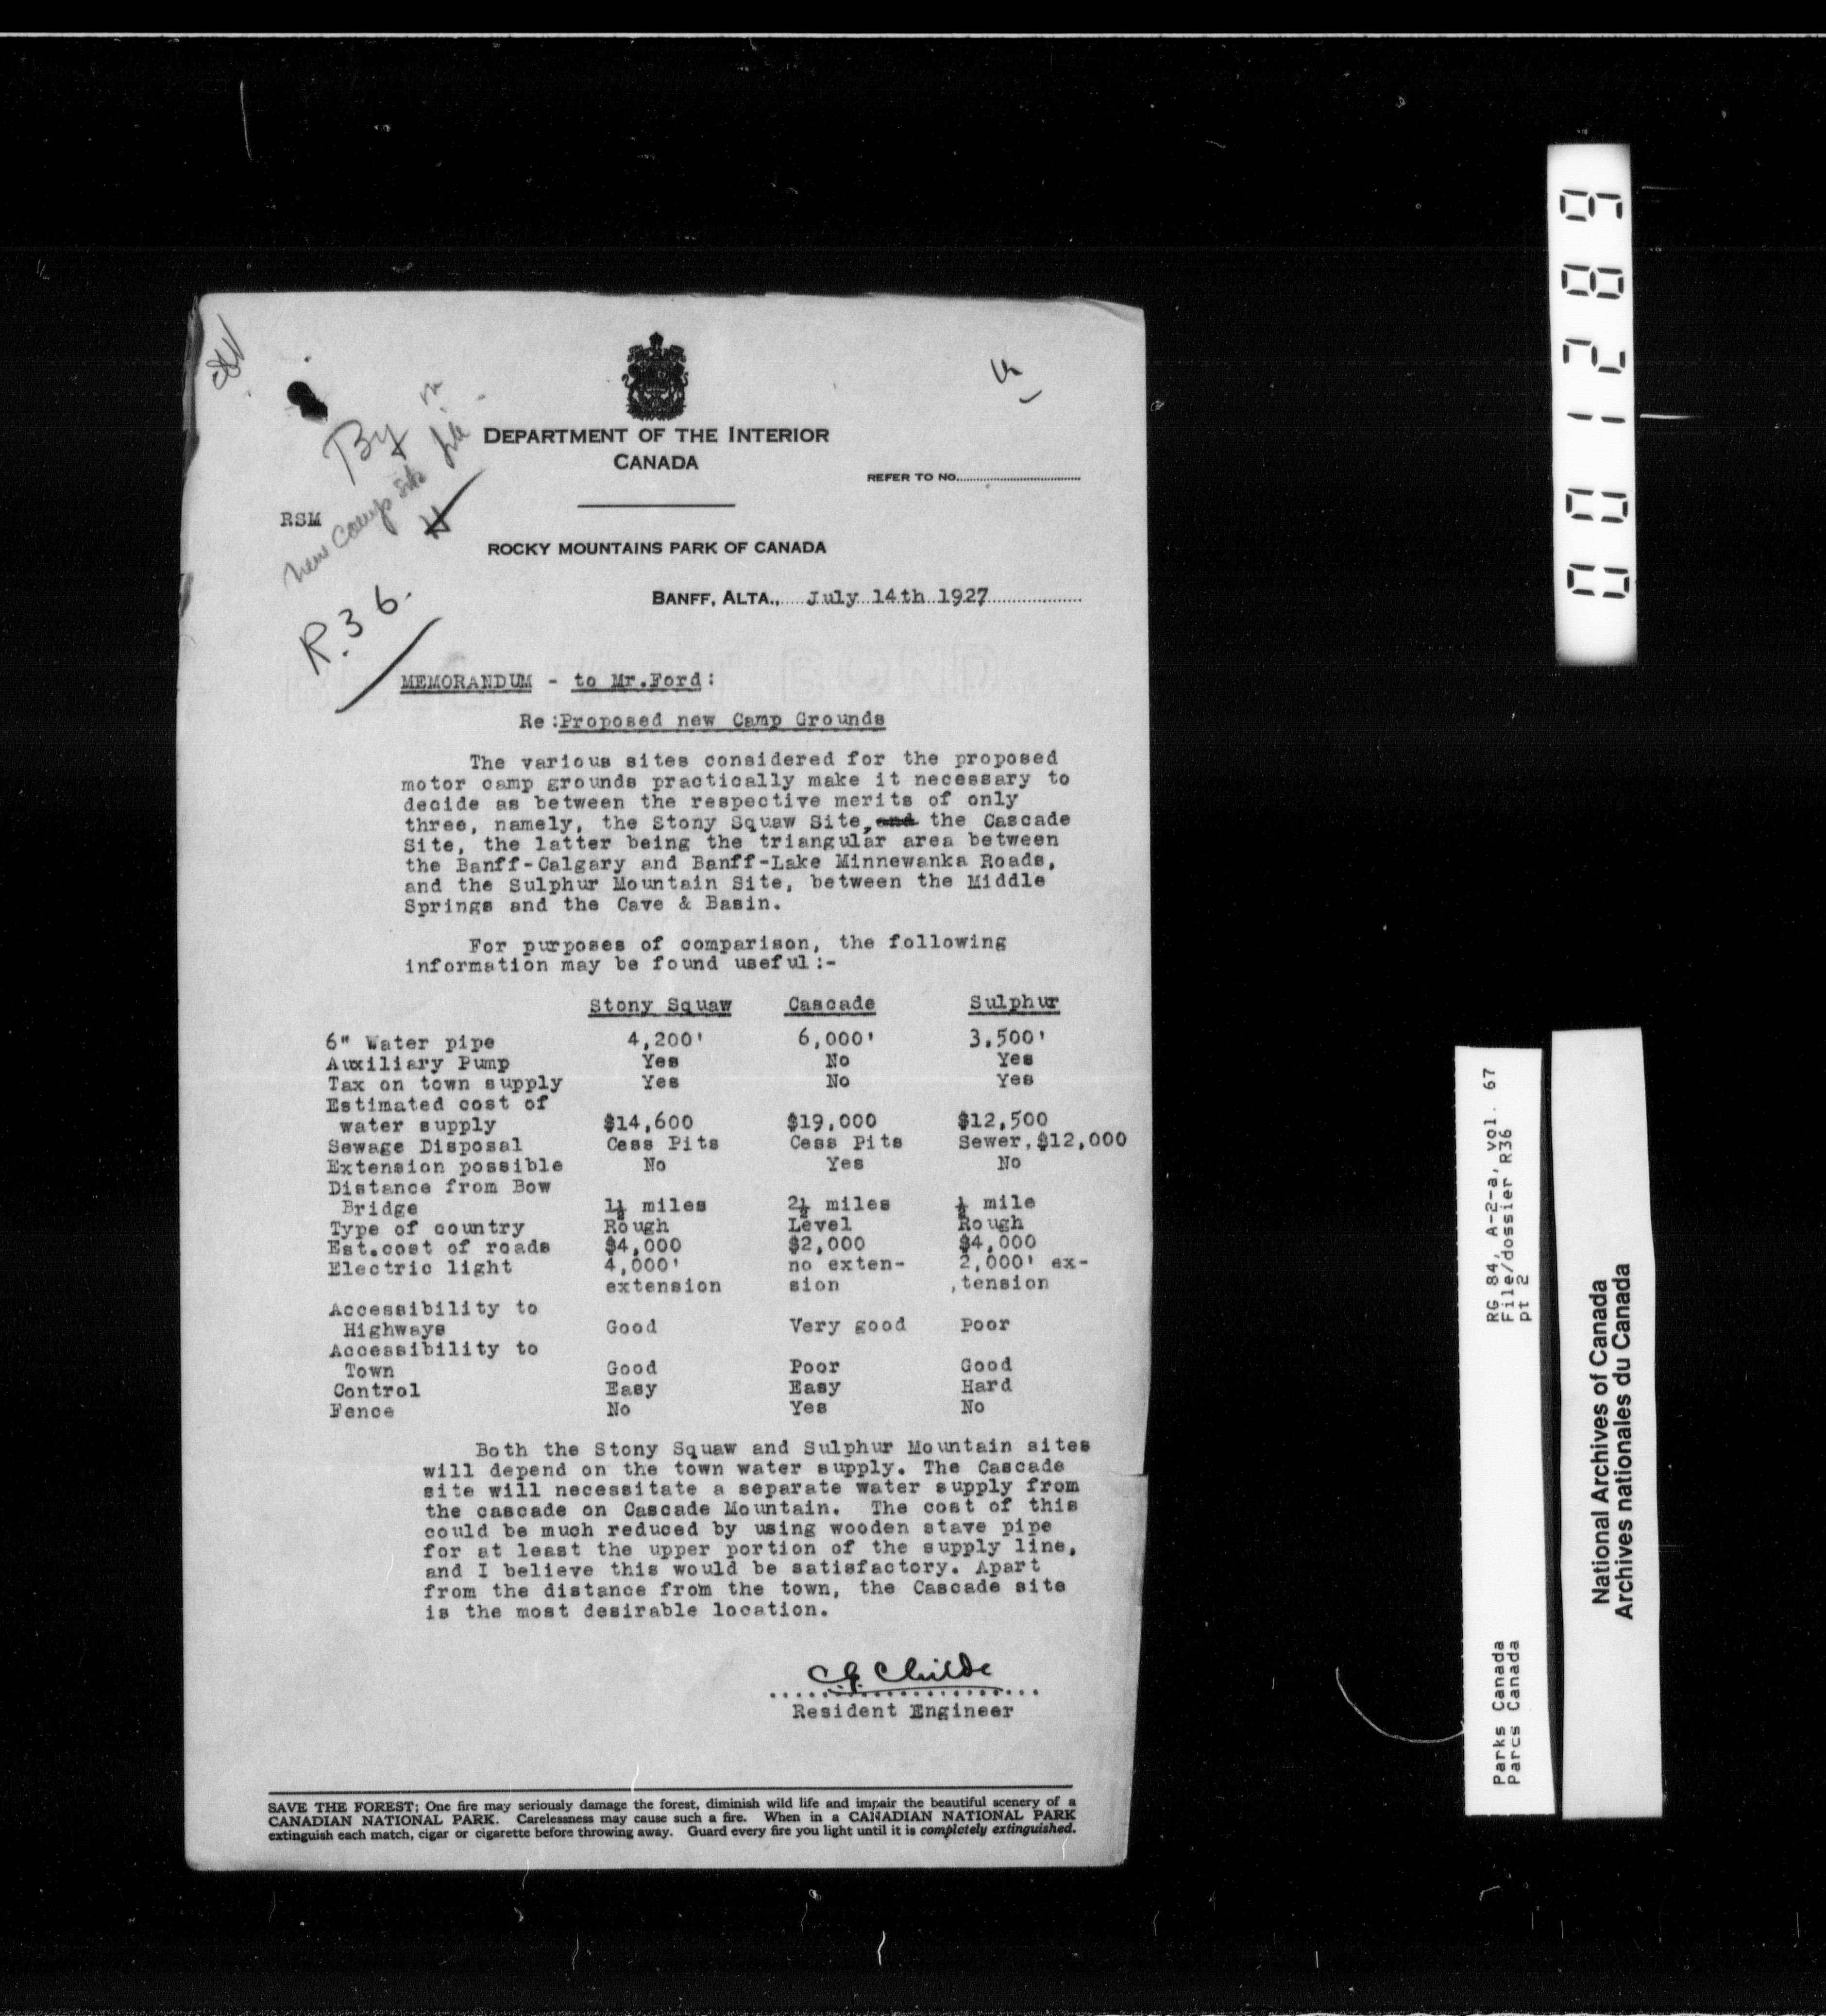 DEPARTMENT OF THE INTERIOR
CANADA
REFER TO NO.
By
new camp site file
RSM
ROCKY MOUNTAINS PARK OF CANADA
BANFF, ALTA., July 14th 1927
R.36.
MEMORANDUM - to Mr.Ford:
Re:Proposed new Camp Grounds
The various sites considered for the proposed
motor camp grounds practically make it necessary to
decide as between the respective merits of only
three, namely, the Stony Squaw Site, and the Cascade
Site, the latter being the triangular area between
the Banff-Calgary and Banff-Lake Minnewanka Roads,
and the Sulphur Mountain Site, between the Middle
Springs and the Cave & Basin.
For purposes of comparison, the following
information may be found useful:-
Stony Squaw Cascade Sulphur
6" Water pipe 4,200' 6,000' 3,500'
Auxiliary Pump Yes No Yes
Tax on town supply Yes No Yes
Estimated cost of
water supply $14,600 $19,000 $12,500
Sewage Disposal Cess Pits Cess Pits Sewer,$12,000
Extension possible No Yes No
Distance from Bow
Bridge 1½ miles 2½ miles ½ mile
Type of country Rough Level Rough
Est.cost of roads $4,000 $2,000 $4,000
Electric light 4,000' no exten- 2,000' ex-
extension sion ,tension
Accessibility to
Highways Good Very good Poor
Accessibility to
Town Good Poor Good
Control Easy Easy Hard
Fence No Yes No
Both the Stony Squaw and Sulphur Mountain sites
will depend on the town water supply. The Cascade
site will necessitate a separate water supply from
the cascade on Cascade Mountain. The cost of this
could be much reduced by using wooden stave pipe
for at least the upper portion of the supply line,
and I believe this would be satisfactory. Apart
from the distance from the town, the Cascade site
is the most desirable location.
C.G. Childe
Resident Engineer
SAVE THE FOREST; One fire may seriously damage the forest, diminish wild life and impair the beautiful scenery of a
CANADIAN NATIONAL PARK. Carelessness may cause such a fire. When in a CANADIAN NATIONAL PARK
extinguish each match, cigar or cigarette before throwing away. Guard every fire you light until it is completely extinguished.
001289
RG 84, A-2-a, vol. 67
File/dossier R36
pt 2
Parks Canada
Parcs Canada
National Archives of Canada
Archives nationales du Canada